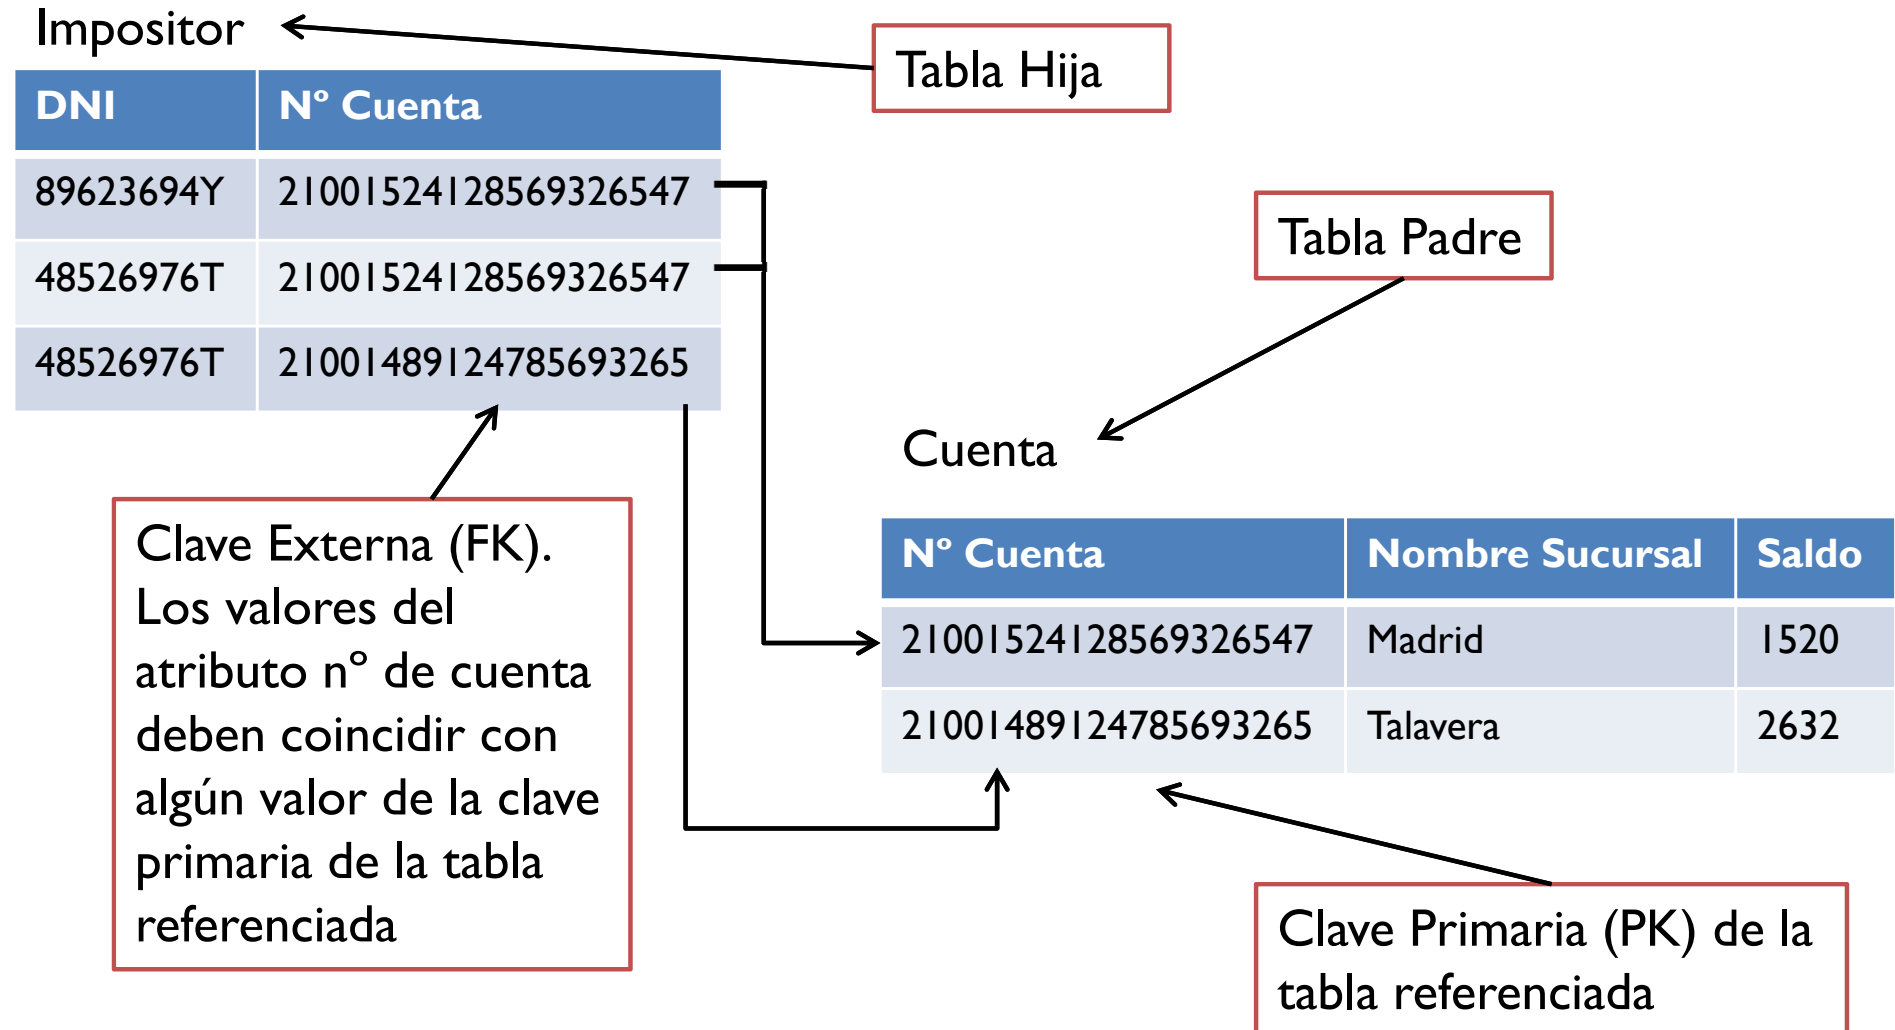 Impositor
Tabla Hija
DNI Nº Cuenta
89623694Y 21001524128569326547
48526976T 21001524128569326547
48526976T 21001489124785693265
Tabla Padre
Cuenta
Clave Externa (FK).
Los valores del
atributo nº de cuenta
deben coincidir con
algún valor de la clave
primaria de la tabla
referenciada
Nº Cuenta Nombre Sucursal Saldo
21001524128569326547 Madrid 1520
21001489124785693265 Talavera 2632
Clave Primaria (PK) de la
tabla referenciada